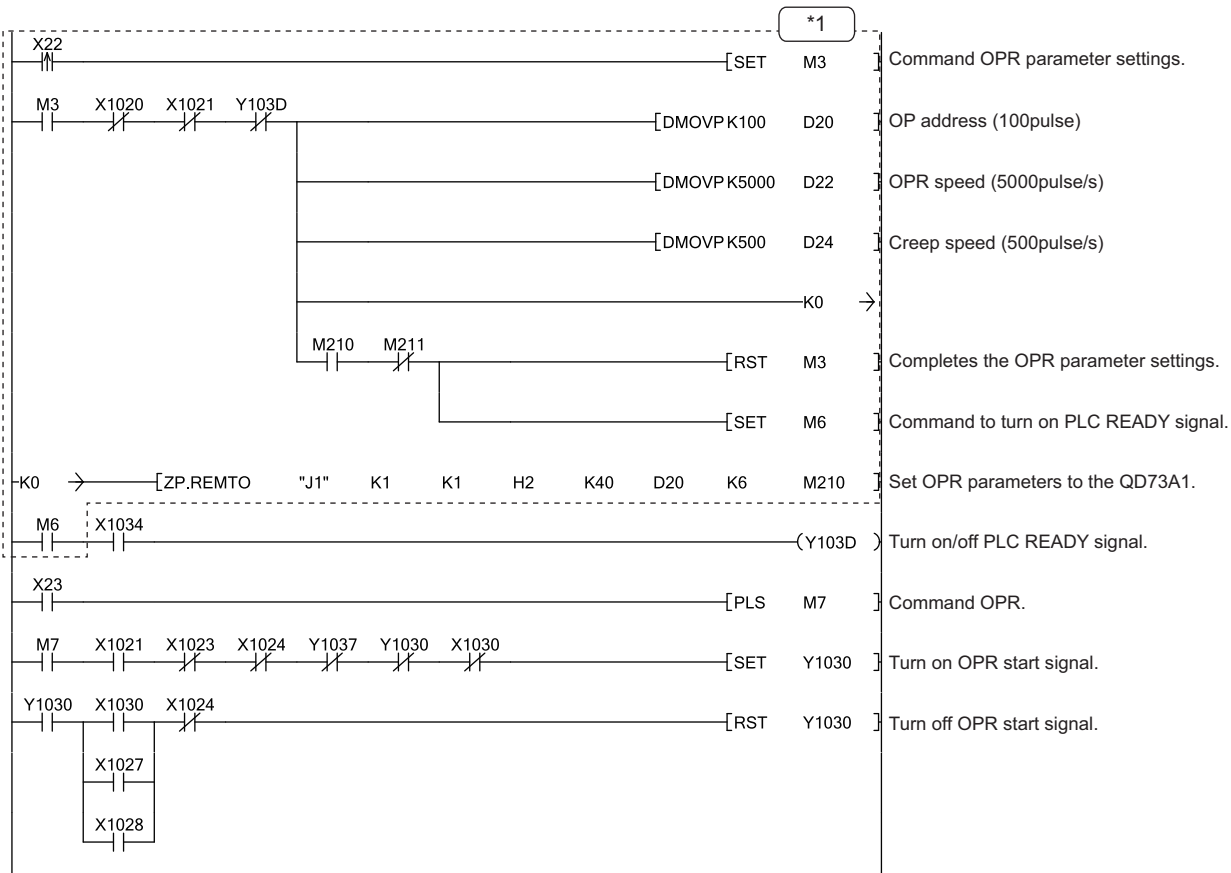 *1
X22
[SET M3 ] Command OPR parameter settings.
M3 X1020 X1021 Y103D
[DMOVP K100 D20 ] OP address (100pulse)
[DMOVP K5000 D22 ] OPR speed (5000pulse/s)
[DMOVP K500 D24 ] Creep speed (500pulse/s)
K0
M210 M211
[RST M3 ] Completes the OPR parameter settings.
[SET M6 ] Command to turn on PLC READY signal.
K0 [ZP.REMTO "J1" K1 K1 H2 K40 D20 K6 M210 ] Set OPR parameters to the QD73A1.
M6 X1034
(Y103D ) Turn on/off PLC READY signal.
X23
[PLS M7 ] Command OPR.
M7 X1021 X1023 X1024 Y1037 Y1030 X1030
[SET Y1030 ] Turn on OPR start signal.
Y1030 X1030 X1024
[RST Y1030 ] Turn off OPR start signal.
X1027
X1028